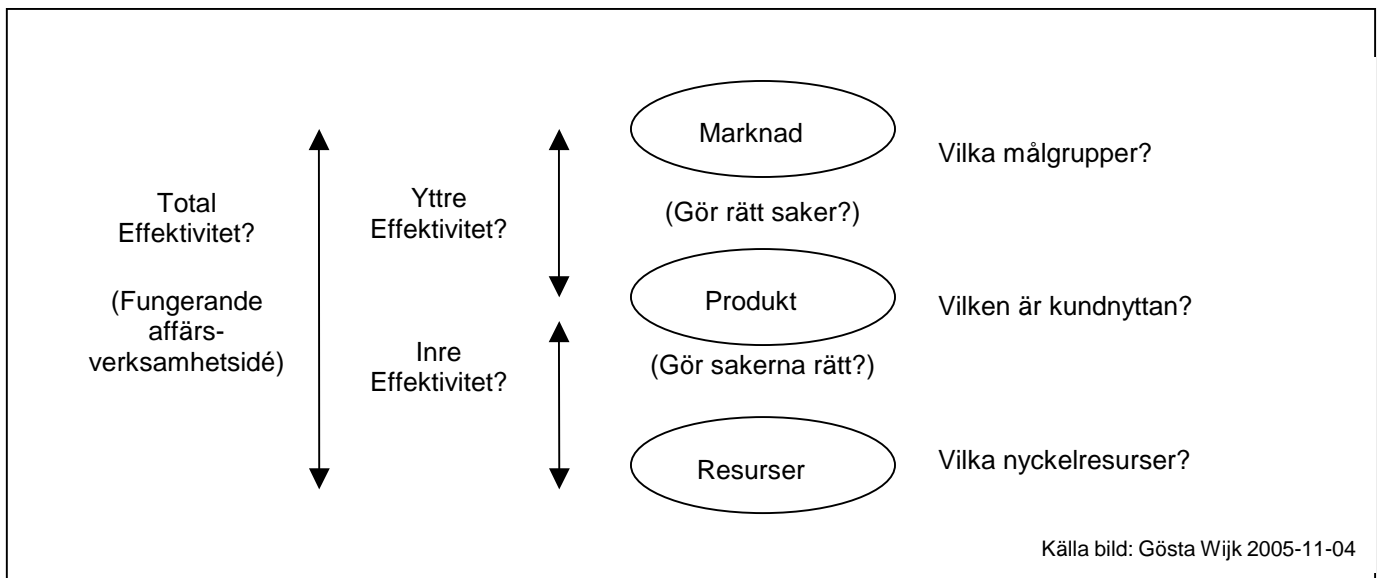 Total
Effektivitet?
(Fungerande
affärs-
verksamhetsidé)
Yttre
Effektivitet?
Inre
Effektivitet?
Marknad
(Gör rätt saker?)
Produkt
(Gör sakerna rätt?)
Resurser
Vilka målgrupper?
Vilken är kundnyttan?
Vilka nyckelresurser?
Källa bild: Gösta Wijk 2005-11-04